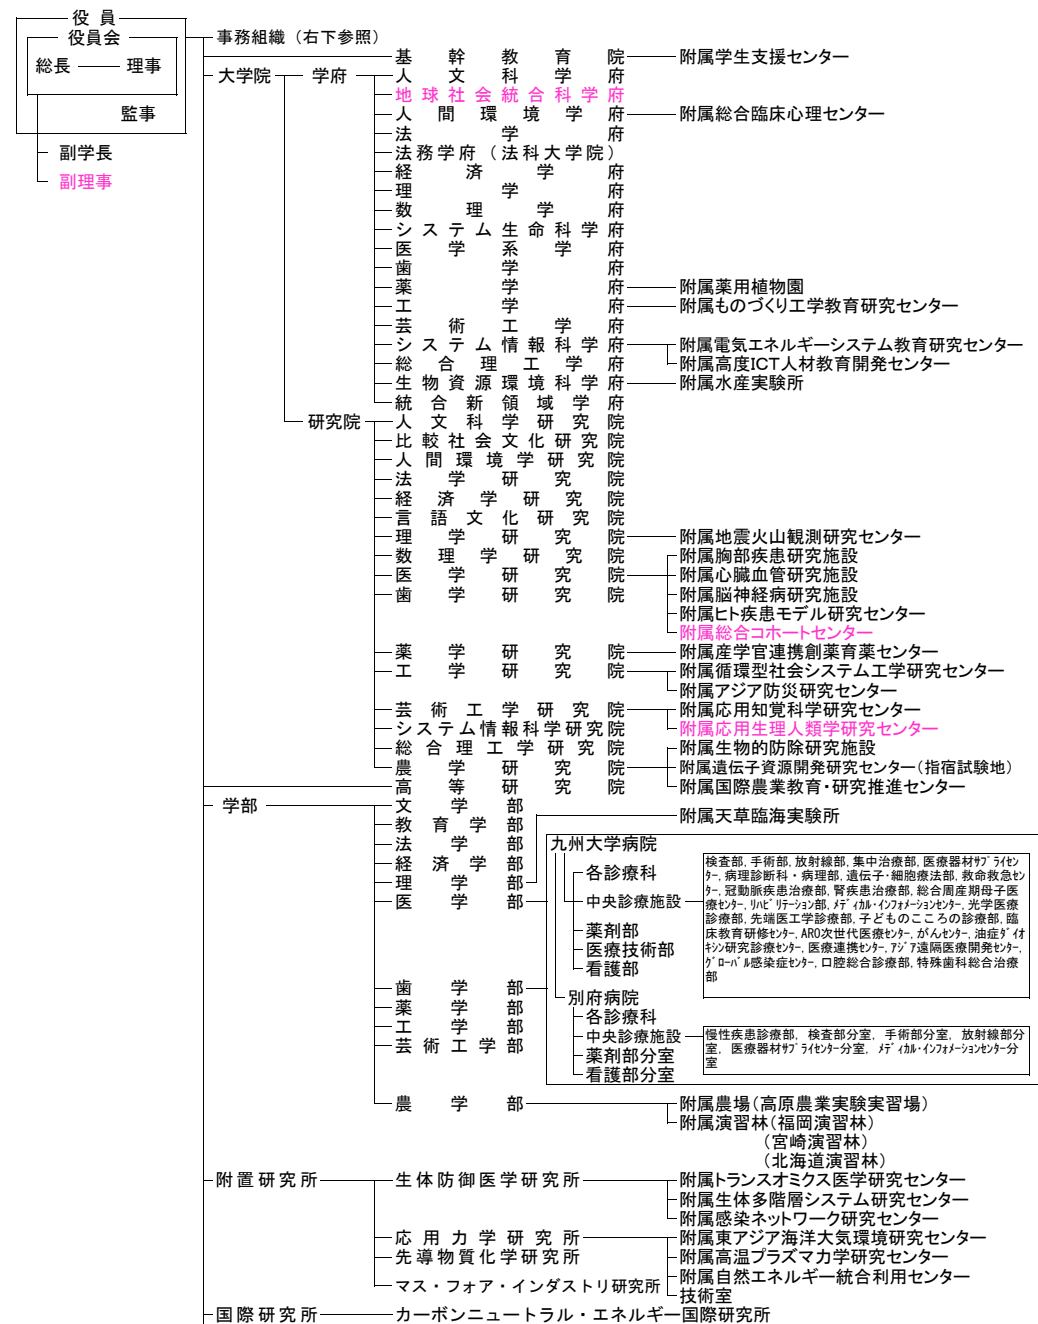 役員
役員会
総長 理事
監事
副学長
副理事
事務組織（右下参照）
基幹教育院 附属学生支援センター
大学院 学府 人文科学府
地球社会統合科学府
人間環境学府 附属総合臨床心理センター
法学府
法務学府（法科大学院）
経済学府
理学府
数理学府
システム生命科学府
医学系学府
歯学府
薬学府 附属薬用植物園
工学府 附属ものづくり工学教育研究センター
芸術工学府
システム情報科学府 附属電気エネルギーシステム教育研究センター
総合理工学府 附属高度ICT人材教育開発センター
生物資源環境科学府 附属水産実験所
統合新領域学府
研究院 人文科学研究院
比較社会文化研究院
人間環境学研究院
法学研究院
経済学研究院
言語文化研究院
理学研究院 附属地震火山観測研究センター
数理学研究院 附属胸部疾患研究施設
医学研究院 附属心臓血管研究施設
歯学研究院 附属脳神経病研究施設
附属ヒト疾患モデル研究センター
附属総合コホートセンター
薬学研究院 附属産学官連携創薬育薬センター
工学研究院 附属循環型社会システム工学研究センター
附属アジア防災研究センター
芸術工学研究院 附属応用知覚科学研究センター
システム情報科学研究院 附属応用生理人類学研究センター
総合理工学研究院 附属生物的防除研究施設
農学研究院 附属遺伝子資源開発研究センター（指宿試験地）
高等研究院 附属国際農業教育・研究推進センター
学部 文学部
教育学部 附属天草臨海実験所
法学部
経済学部
理学部
医学部
九州大学病院
各診療科
中央診療施設
検査部, 手術部, 放射線部, 集中治療部, 医療器材ｻﾌﾟﾗｲｾﾝ
ﾀｰ, 病理診断科・病理部, 遺伝子・細胞療法部, 救命救急ｾﾝ
ﾀｰ, 冠動脈疾患治療部, 腎疾患治療部, 総合周産期母子医
療ｾﾝﾀｰ, ﾘﾊﾋﾞﾘﾃｰｼｮﾝ部, ﾒﾃﾞｨｶﾙ･ｲﾝﾌｫﾒｰｼｮﾝｾﾝﾀｰ, 光学医療
診療部, 先端医工学診療部, 子どものこころの診療部, 臨
床教育研修ｾﾝﾀｰ, ARO次世代医療ｾﾝﾀｰ, がんｾﾝﾀｰ, 油症ﾀﾞｲｵ
ｷｼﾝ研究診療ｾﾝﾀｰ, 医療連携ｾﾝﾀｰ, ｱｼﾞｱ遠隔医療開発ｾﾝﾀｰ,
ｸﾞﾛｰﾊﾞﾙ感染症ｾﾝﾀｰ, 口腔総合診療部, 特殊歯科総合治療
部
薬剤部
医療技術部
看護部
歯学部
薬学部
工学部
芸術工学部
別府病院
各診療科
中央診療施設
慢性疾患診療部, 検査部分室, 手術部分室, 放射線部分
室, 医療器材ｻﾌﾟﾗｲｾﾝﾀｰ分室, ﾒﾃﾞｨｶﾙ･ｲﾝﾌｫﾒｰｼｮﾝｾﾝﾀｰ分
室
薬剤部分室
看護部分室
農学部 附属農場（高原農業実験実習場）
附属演習林（福岡演習林）
（宮崎演習林）
（北海道演習林）
附置研究所 生体防御医学研究所 附属トランスオミクス医学研究センター
附属生体多階層システム研究センター
附属感染ネットワーク研究センター
応用力学研究所 附属東アジア海洋大気環境研究センター
先導物質化学研究所 附属高温プラズマ力学研究センター
マス・フォア・インダストリ研究所 附属自然エネルギー統合利用センター
技術室
国際研究所 カーボンニュートラル・エネルギー国際研究所